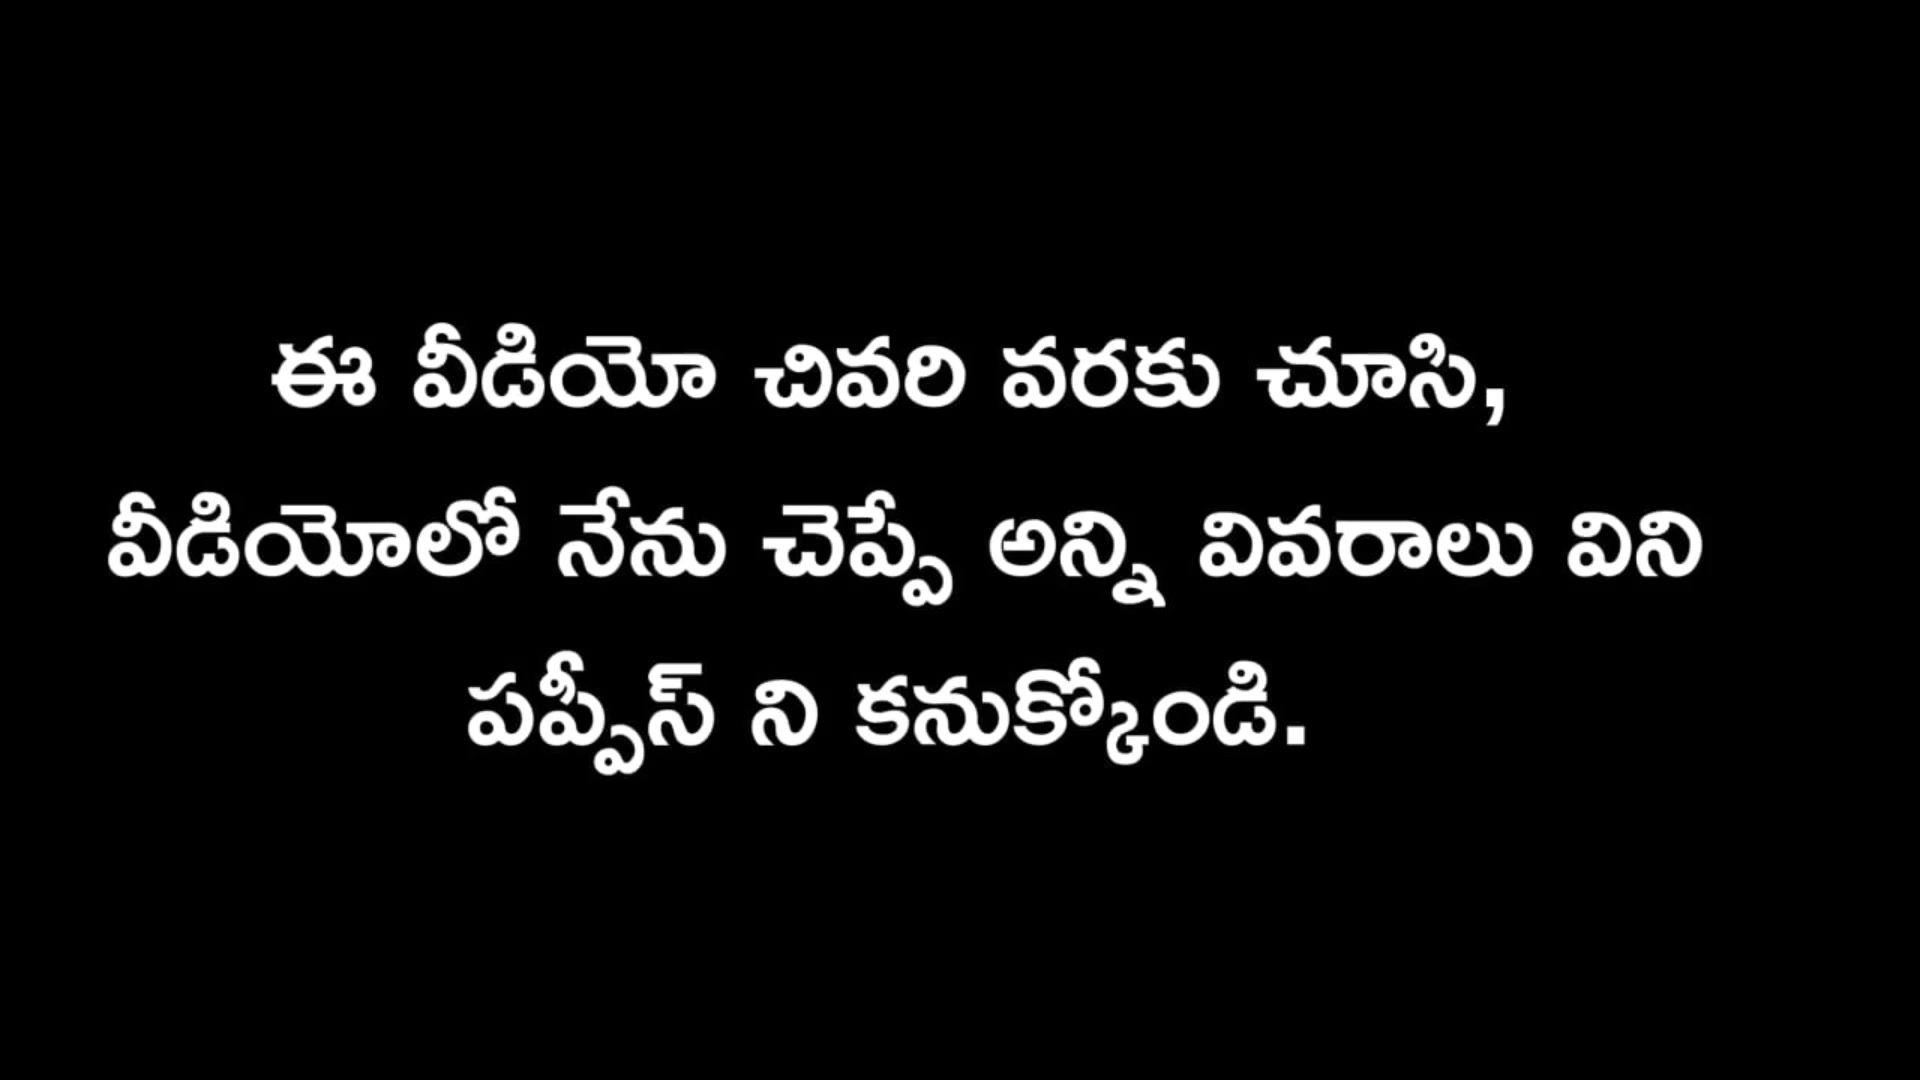 ఈ వీడియో చివరి వరకు చూసి,
వీడియోలో నేను చెప్పే అన్ని వివరాలు విని
పప్పీస్ ని కనుక్కోండి.